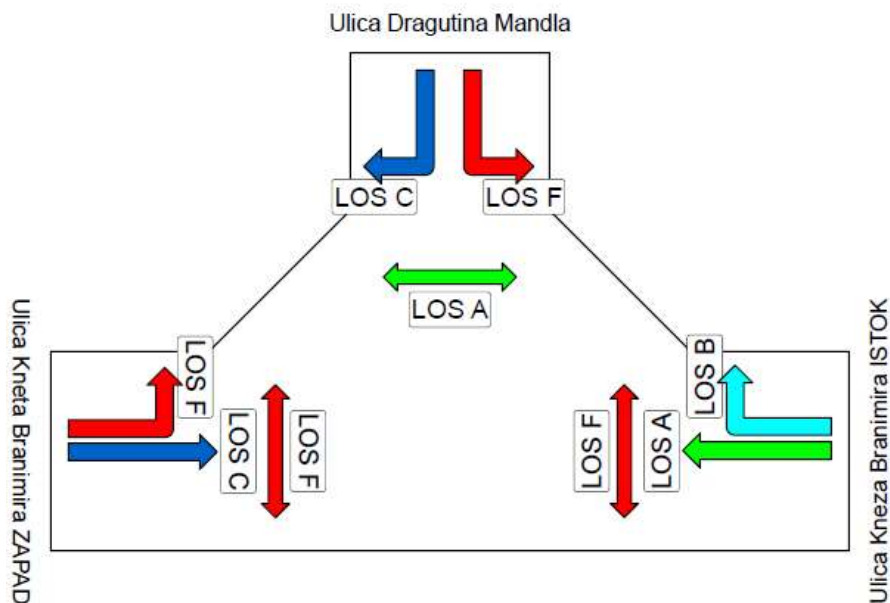 Ulica Dragutina Mandla
LOS C
LOS F
LOS A
Ulica Kneta Branimira ZAPAD
LOS F
LOS C
LOS F
LOS F
LOS A
LOS B
Ulica Kneza Branimira ISTOK